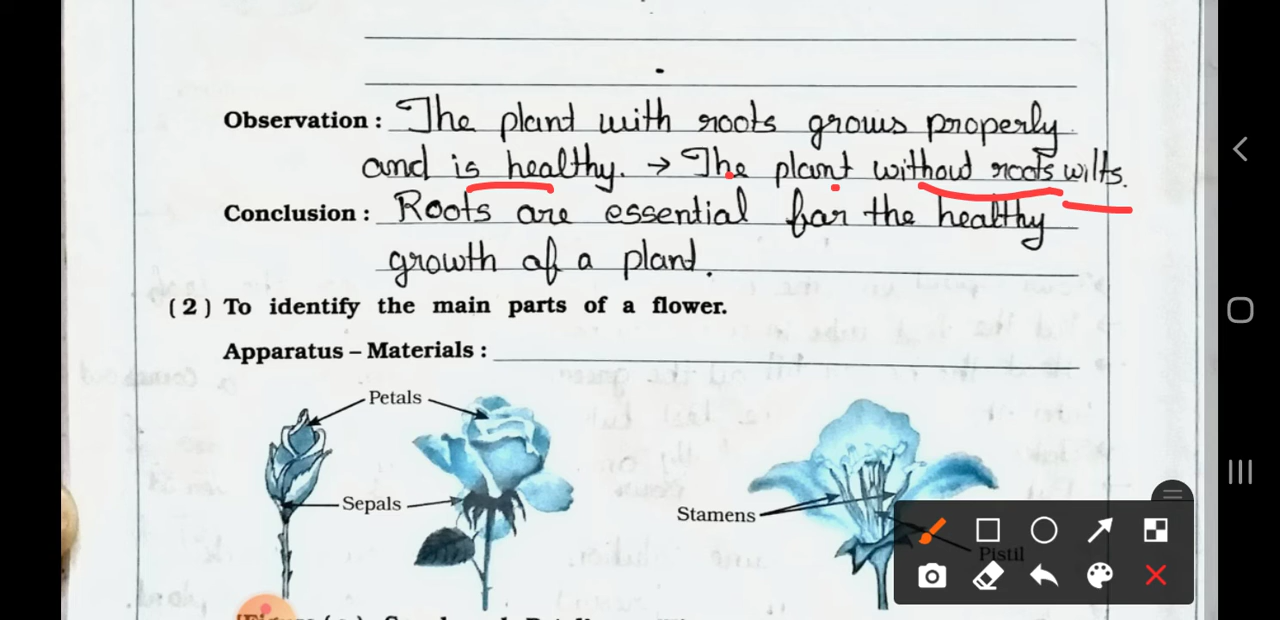 Observation : The plant with roots grows properly
and is healthy. → The plant without roots wilts.
Conclusion : Roots are essential for the healthy
growth of a plant.
(2) To identify the main parts of a flower.
Apparatus – Materials :
Petals
Sepals
Stamens
Pistil